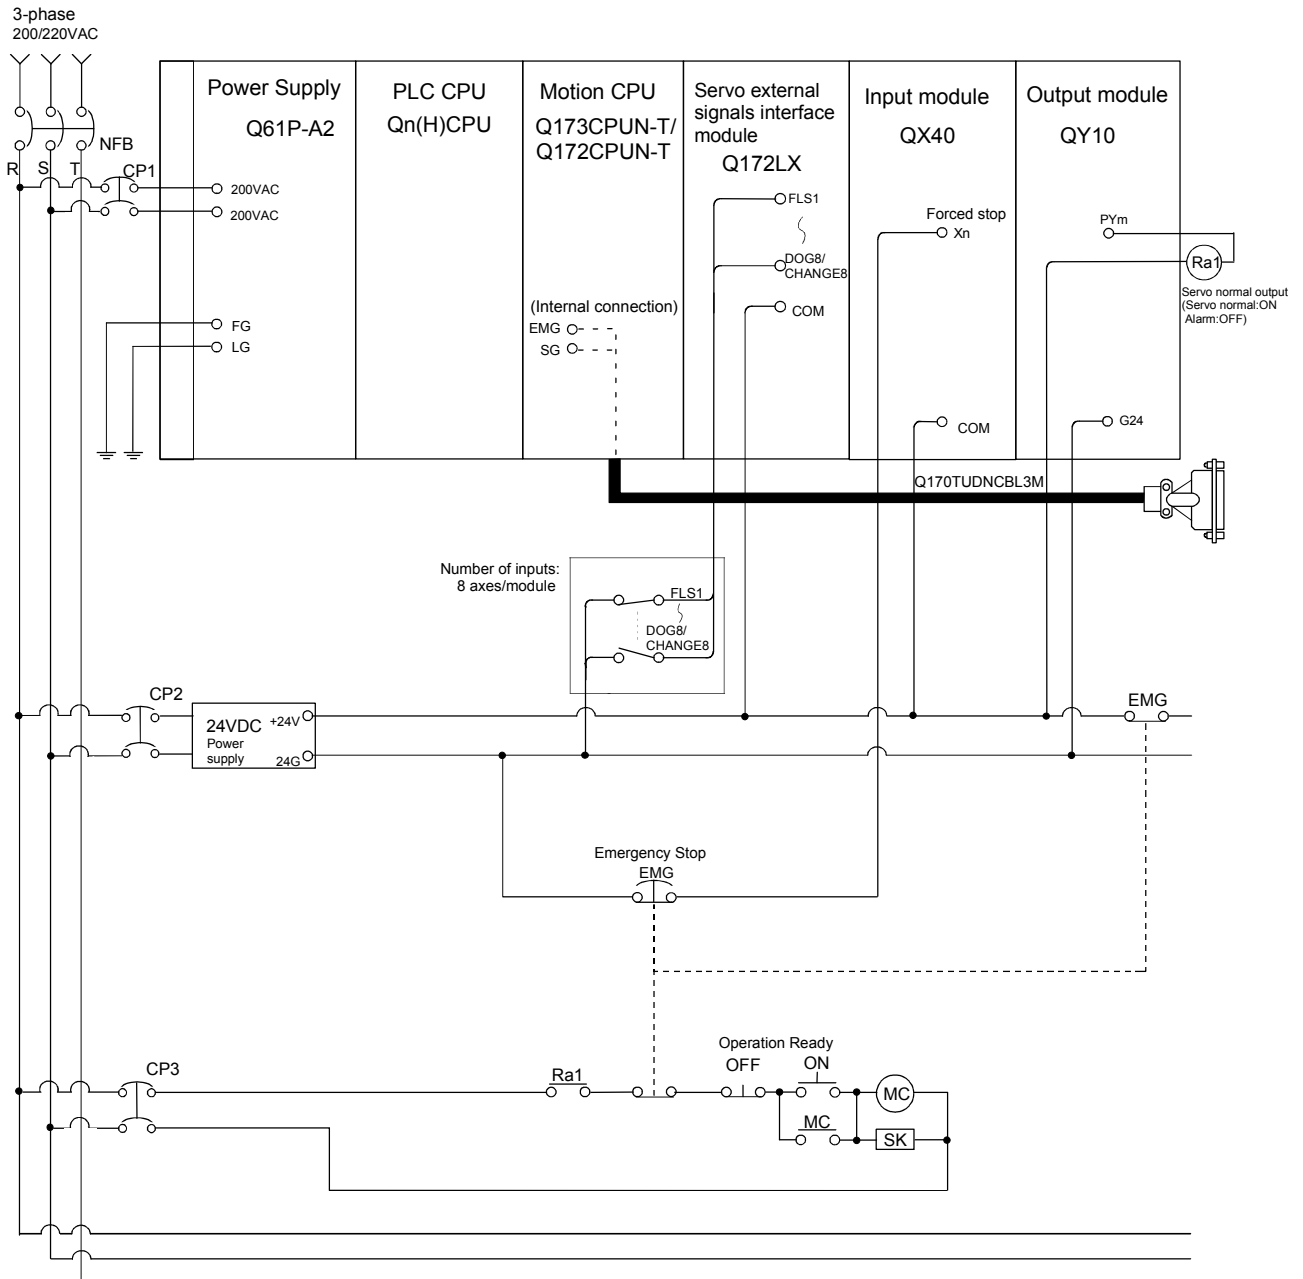 3-phase
200/220VAC
NFB
R S T
CP1
Power Supply
Q61P-A2
200VAC
200VAC
FG
LG
PLC CPU
Qn(H)CPU
Motion CPU
Q173CPUN-T/
Q172CPUN-T
(Internal connection)
EMG
SG
Servo external
signals interface
module
Q172LX
FLS1
DOG8/
CHANGE8
COM
Input module
QX40
Forced stop
Xn
COM
Output module
QY10
PYm
Ra1
Servo normal output
(Servo normal:ON
Alarm:OFF)
G24
Q170TUDNCBL3M
Number of inputs:
8 axes/module
FLS1
DOG8/
CHANGE8
CP2
24VDC
Power
supply
+24V
24G
EMG
Emergency Stop
EMG
CP3
Ra1
Operation Ready
OFF
ON
MC
MC
SK